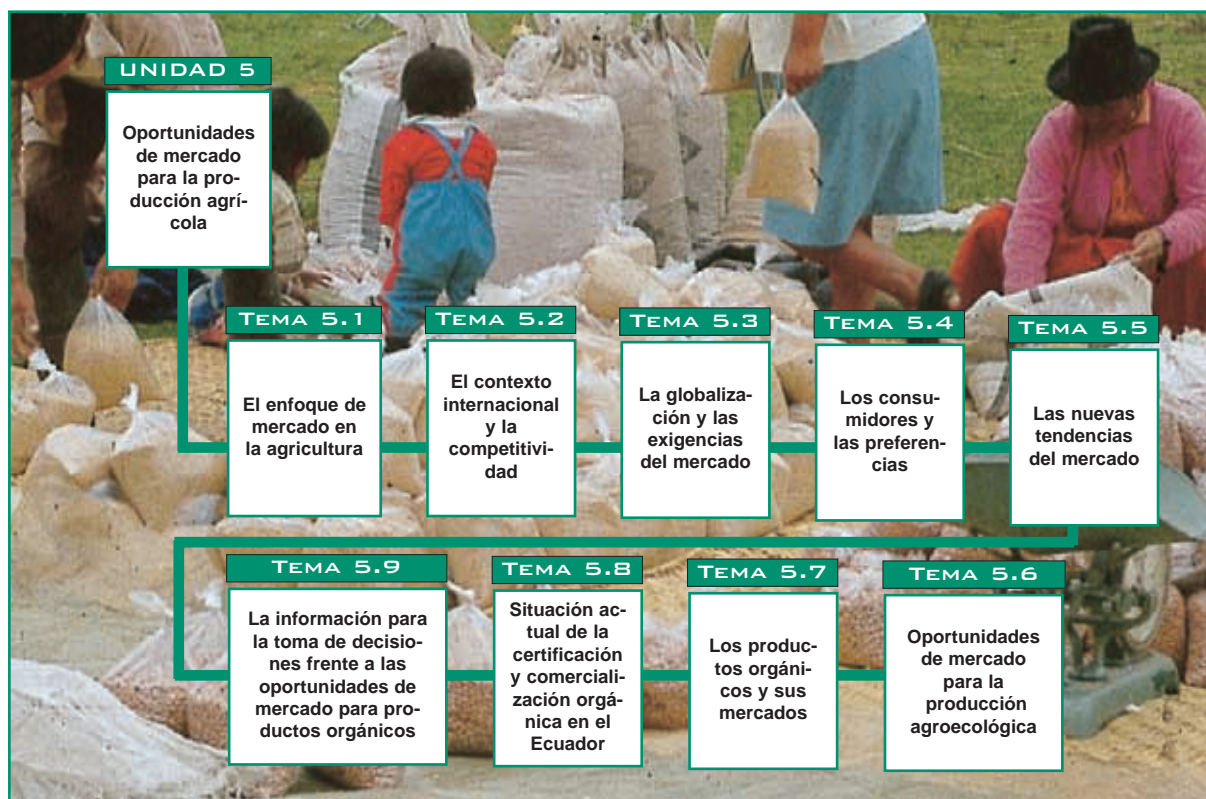 UNIDAD 5
Oportunidades
de mercado
para la pro-
ducción agrí-
cola
TEMA 5.1
El enfoque de
mercado en
la agricultura
TEMA 5.2
El contexto
internacional
y la
competitivi-
dad
TEMA 5.3
La globaliza-
ción y las
exigencias
del mercado
TEMA 5.4
Los consu-
midores y
las preferen-
cias
TEMA 5.5
Las nuevas
tendencias
del mercado
TEMA 5.9
La información para
la toma de decisio-
nes frente a las
oportunidades de
mercado para pro-
ductos orgánicos
TEMA 5.8
Situación ac-
tual de la
certificación
y comerciali-
zación orgá-
nica en el
Ecuador
TEMA 5.7
Los produc-
tos orgáni-
cos y sus
mercados
TEMA 5.6
Oportunidades
de mercado
para la
producción
agroecológica